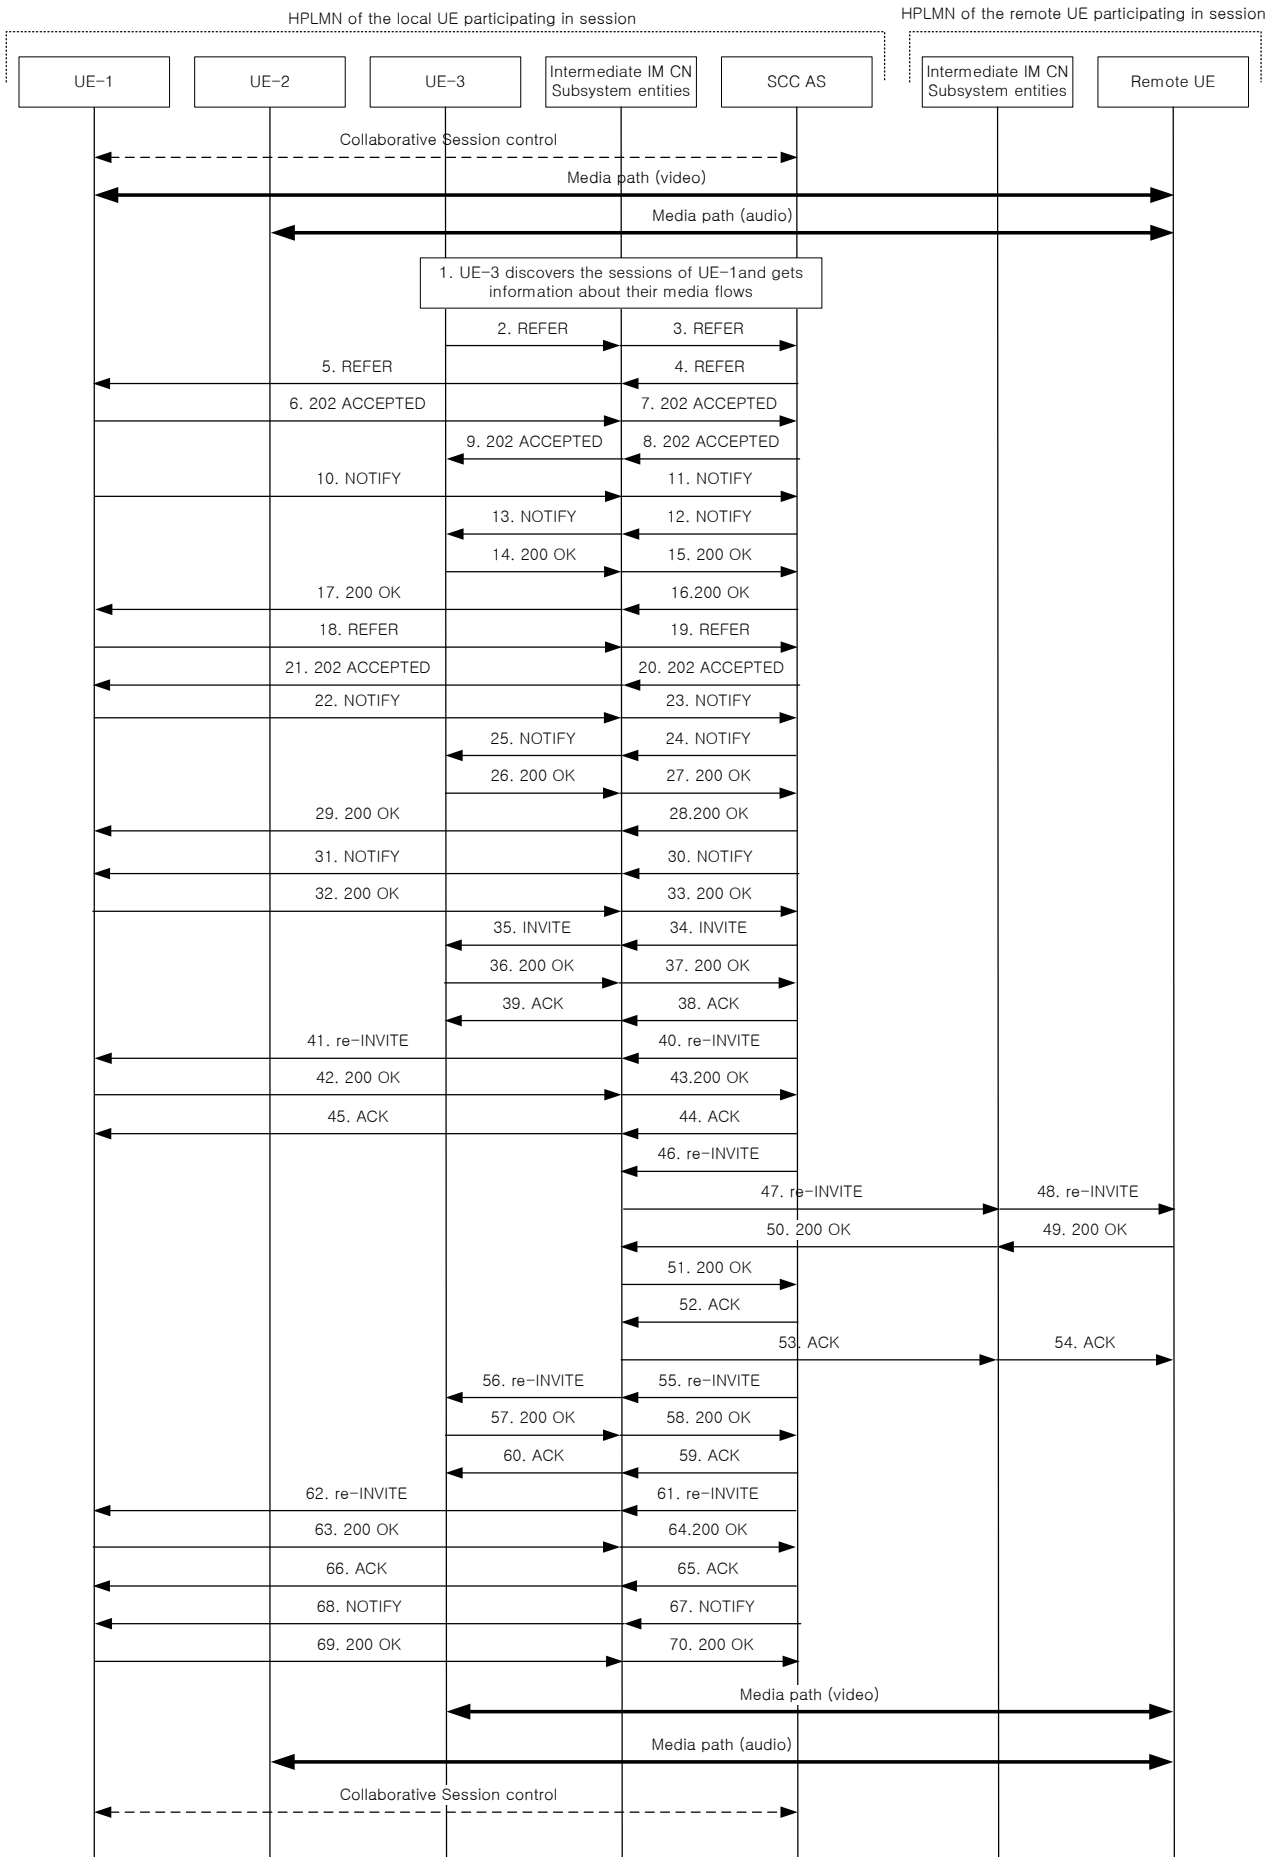 HPLMN of the local UE participating in session
HPLMN of the remote UE participating in session
UE-1
UE-2
UE-3
Intermediate IM CN
Subsystem entities
SCC AS
Intermediate IM CN
Subsystem entities
Remote UE
Collaborative Session control
Media path (video)
Media path (audio)
1. UE-3 discovers the sessions of UE-1and gets
information about their media flows
2. REFER
3. REFER
5. REFER
4. REFER
6. 202 ACCEPTED
7. 202 ACCEPTED
9. 202 ACCEPTED
8. 202 ACCEPTED
10. NOTIFY
11. NOTIFY
13. NOTIFY
12. NOTIFY
14. 200 OK
15. 200 OK
17. 200 OK
16.200 OK
18. REFER
19. REFER
21. 202 ACCEPTED
20. 202 ACCEPTED
22. NOTIFY
23. NOTIFY
25. NOTIFY
24. NOTIFY
26. 200 OK
27. 200 OK
29. 200 OK
28.200 OK
31. NOTIFY
30. NOTIFY
32. 200 OK
33. 200 OK
35. INVITE
34. INVITE
36. 200 OK
37. 200 OK
39. ACK
38. ACK
41. re-INVITE
40. re-INVITE
42. 200 OK
43.200 OK
45. ACK
44. ACK
46. re-INVITE
47. re-INVITE
48. re-INVITE
50. 200 OK
49. 200 OK
51. 200 OK
52. ACK
53. ACK
54. ACK
56. re-INVITE
55. re-INVITE
57. 200 OK
58. 200 OK
60. ACK
59. ACK
62. re-INVITE
61. re-INVITE
63. 200 OK
64.200 OK
66. ACK
65. ACK
68. NOTIFY
67. NOTIFY
69. 200 OK
70. 200 OK
Media path (video)
Media path (audio)
Collaborative Session control